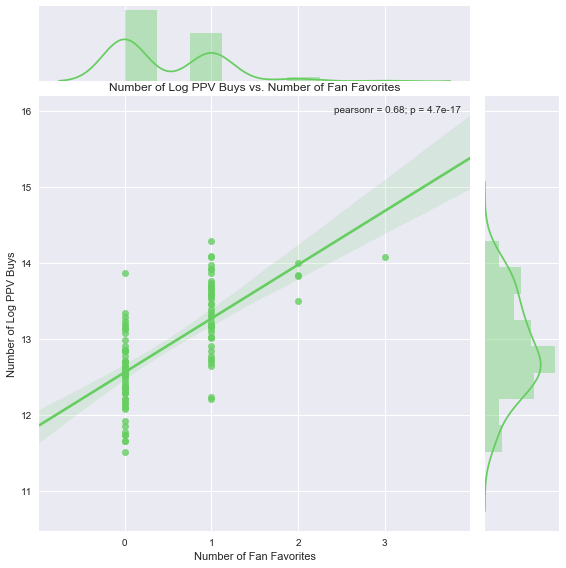 Number of Log PPV Buys vs. Number of Fan Favorites
pearsonr = 0.68; p = 4.7e-17
16
15
14
13
12
11
Number of Log PPV Buys
0 1 2 3
Number of Fan Favorites